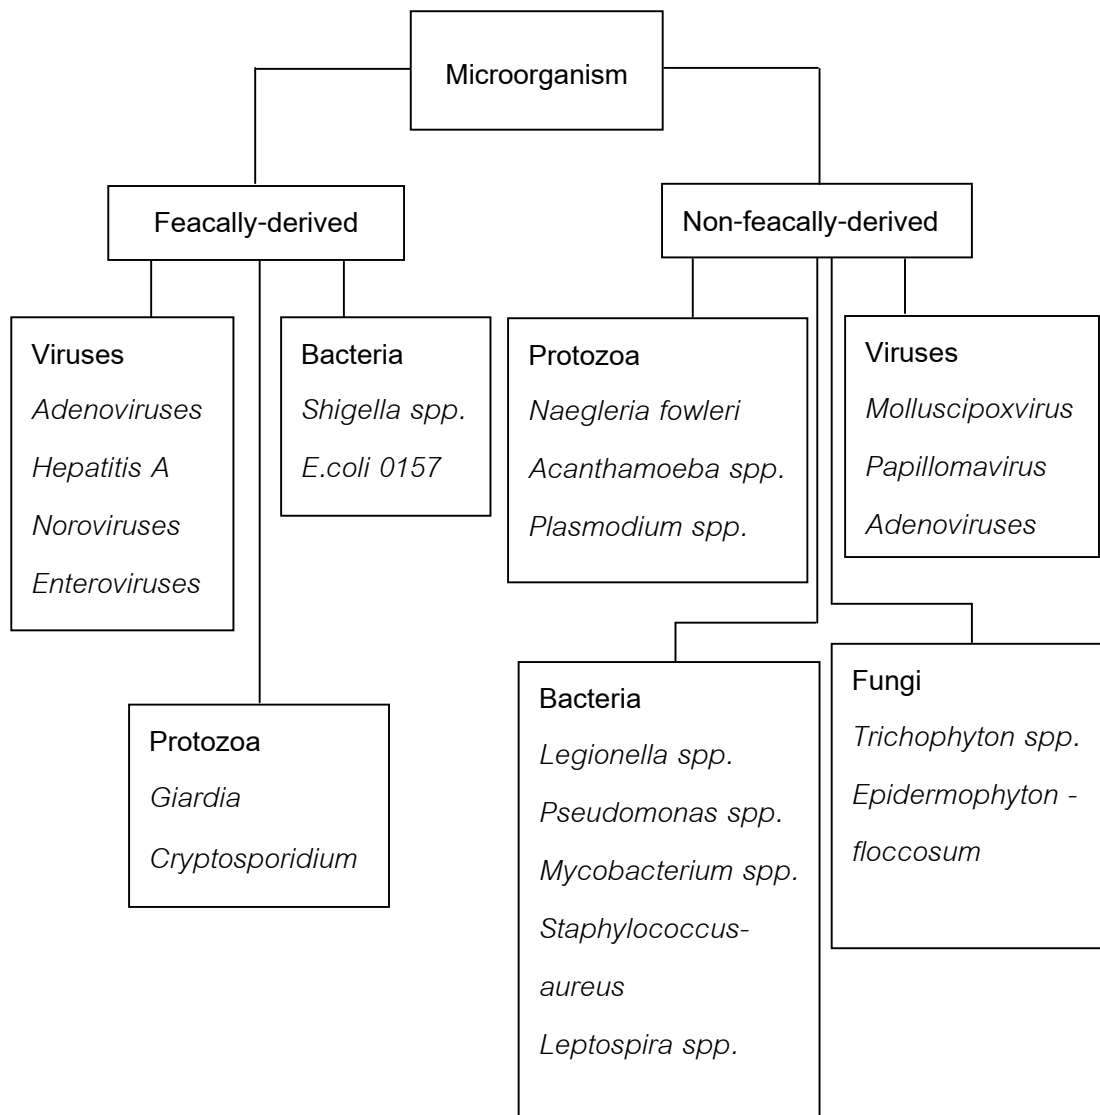 Microorganism
Feacally-derived
Non-feacally-derived
Viruses
Adenoviruses
Hepatitis A
Noroviruses
Enteroviruses
Bacteria
Shigella spp.
E.coli 0157
Protozoa
Giardia
Cryptosporidium
Protozoa
Naegleria fowleri
Acanthamoeba spp.
Plasmodium spp.
Viruses
Molluscipoxvirus
Papillomavirus
Adenoviruses
Bacteria
Legionella spp.
Pseudomonas spp.
Mycobacterium spp.
Staphylococcus-
aureus
Leptospira spp.
Fungi
Trichophyton spp.
Epidermophyton -
floccosum